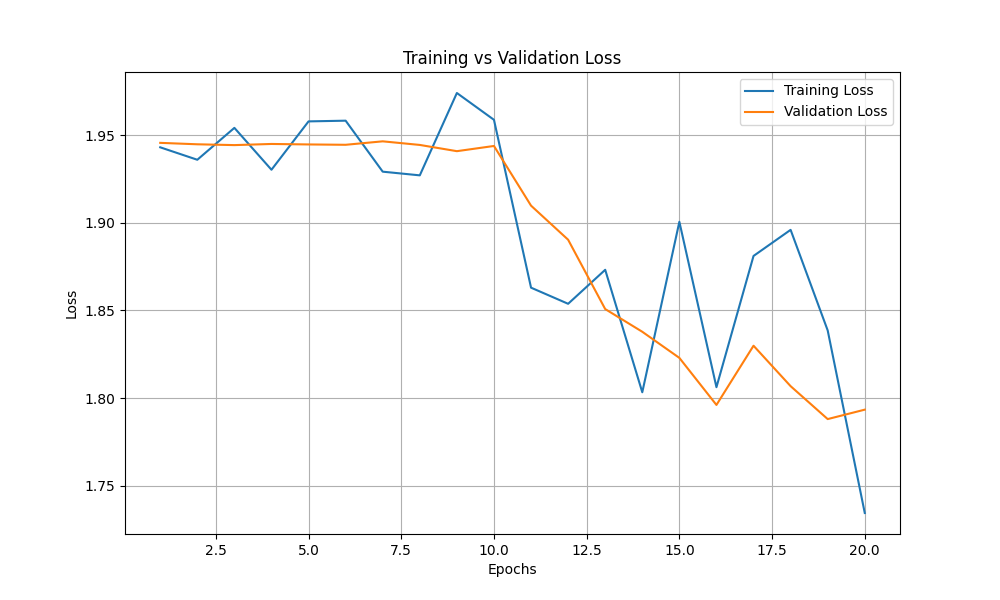 Training vs Validation Loss
Training Loss
Validation Loss
1.95
1.90
1.85
1.80
1.75
Loss
2.5 5.0 7.5 10.0 12.5 15.0 17.5 20.0
Epochs